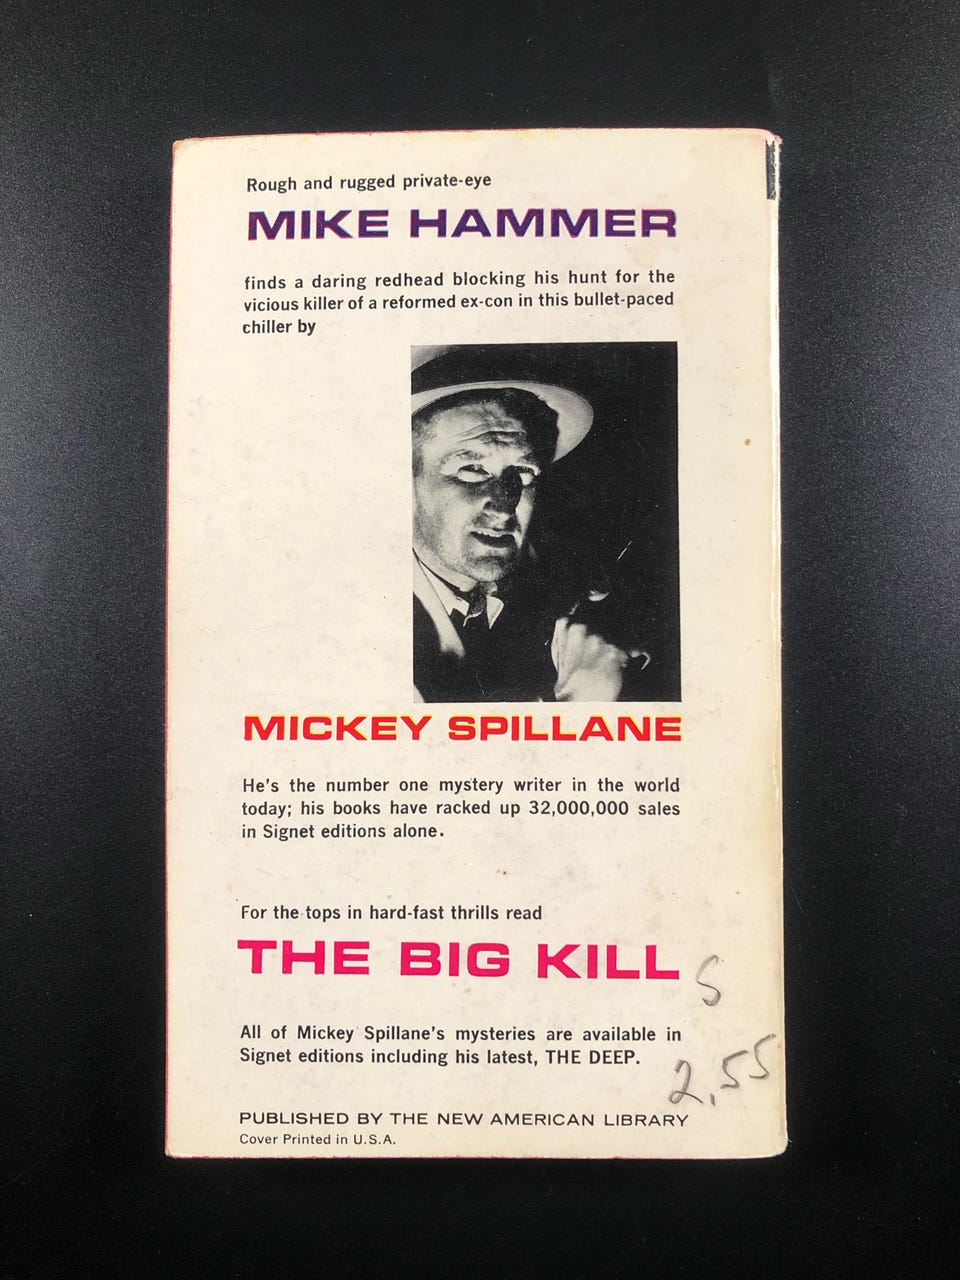 Rough and rugged private-eye
MIKE HAMMER
finds a daring redhead blocking his hunt for the
vicious killer of a reformed ex-con in this bullet-paced
chiller by
MICKEY SPILLANE
He's the number one mystery writer in the world
today; his books have racked up 32,000,000 sales
in Signet editions alone.
For the tops in hard-fast thrills read
THE BIG KILL
S
All of Mickey Spillane's mysteries are available in
Signet editions including his latest, THE DEEP.
2.55
PUBLISHED BY THE NEW AMERICAN LIBRARY
Cover Printed in U.S.A.